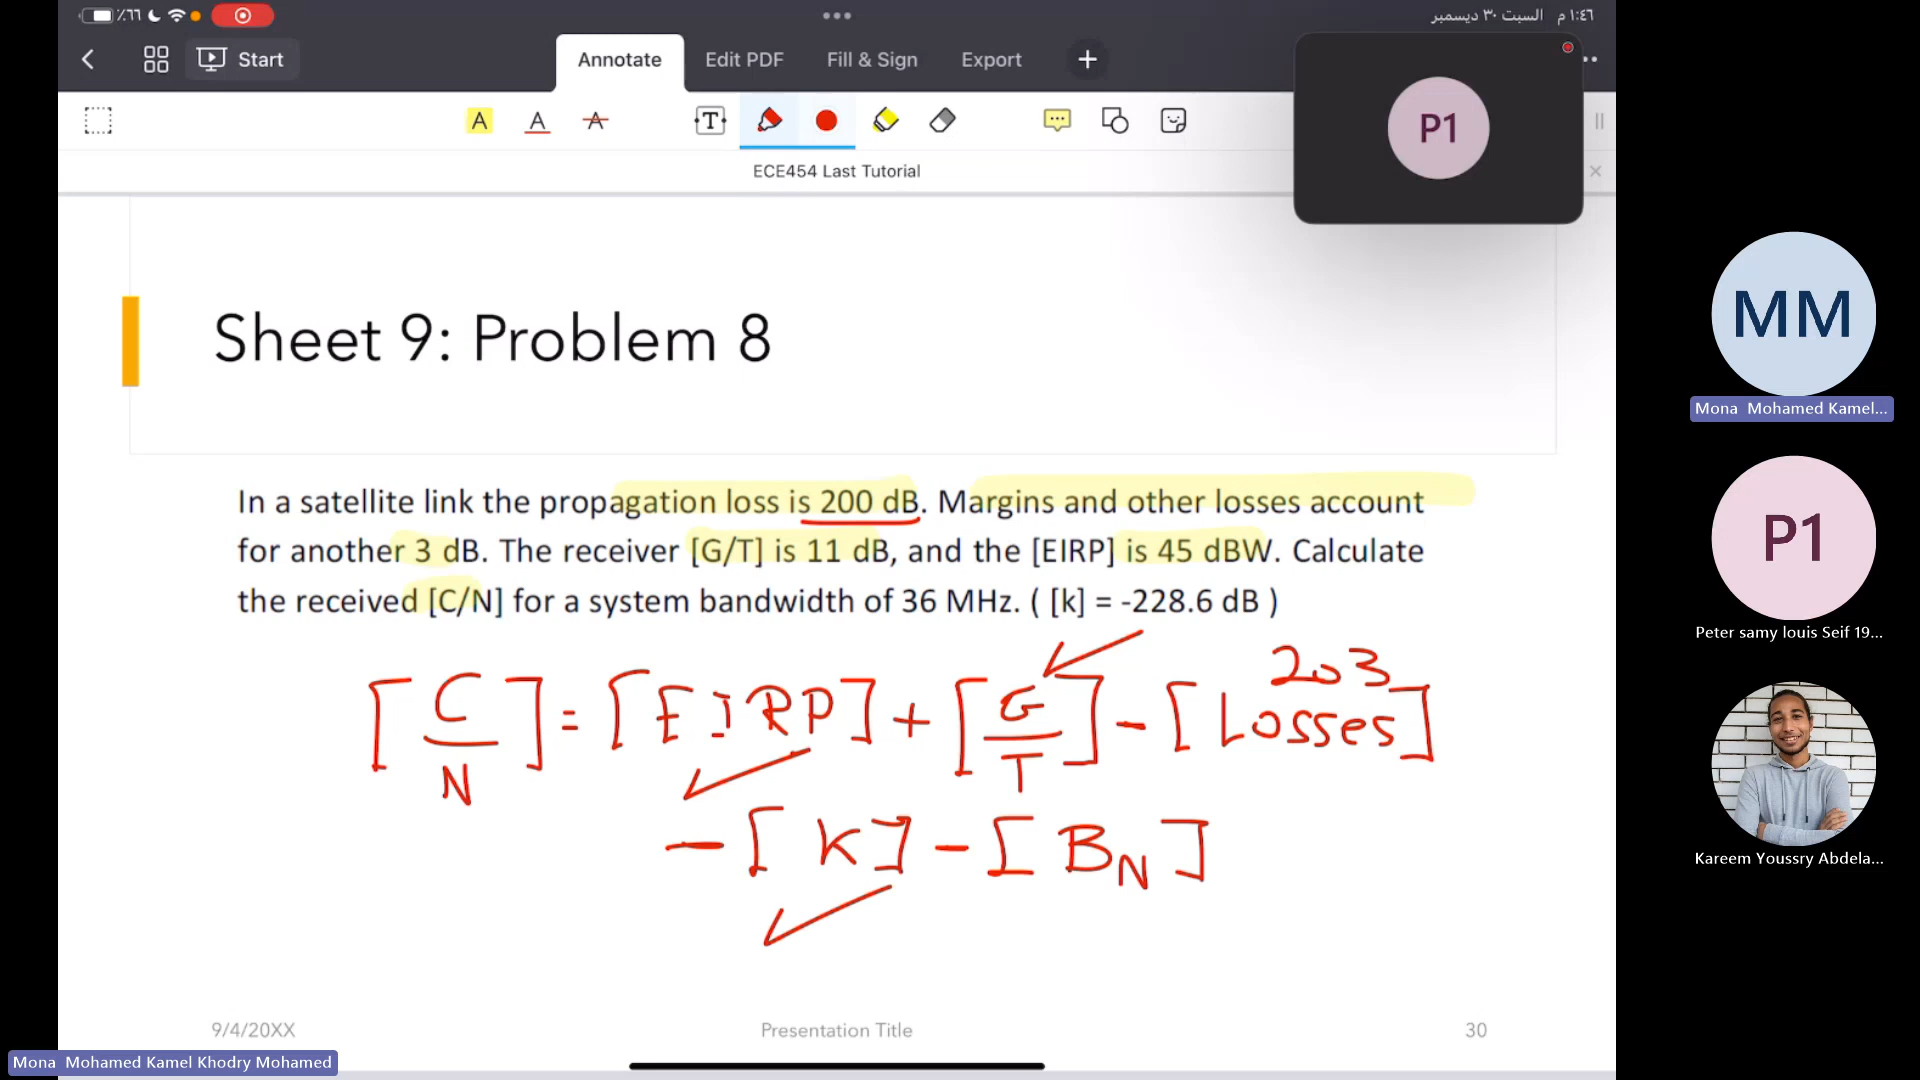 ٪٦٦
١:٤٦ م السبت ٣٠ ديسمبر
Start
Annotate
Edit PDF
Fill & Sign
Export
A A A T
ECE454 Last Tutorial
P1
Sheet 9: Problem 8
In a satellite link the propagation loss is 200 dB. Margins and other losses account
for another 3 dB. The receiver [G/T] is 11 dB, and the [EIRP] is 45 dBW. Calculate
the received [C/N] for a system bandwidth of 36 MHz. ( [k] = -228.6 dB )
203
[C/N] = [EIRP] + [G/T] - [Losses]
- [K] - [BN]
9/4/20XX
Presentation Title
30
MM
Mona Mohamed Kamel...
P1
Peter samy louis Seif 19...
Kareem Youssry Abdela...
Mona Mohamed Kamel Khodry Mohamed